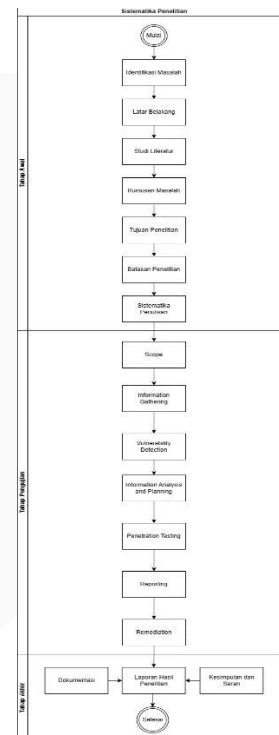 Sistematika Penelitian
Tahap Awal
Mulai
Identifikasi Masalah
Latar Belakang
Studi Literatur
Rumusan Masalah
Tujuan Penelitian
Batasan Penelitian
Sistematika
Penulisan
Tahap Pengujian
Scope
Information
Gathering
Vulnerability
Detection
Information Analysis
and Planning
Penetration Testing
Reporting
Remediation
Tahap Akhir
Dokumentasi
Laporan Hasil
Penelitian
Kesimpulan dan
Saran
Selesai